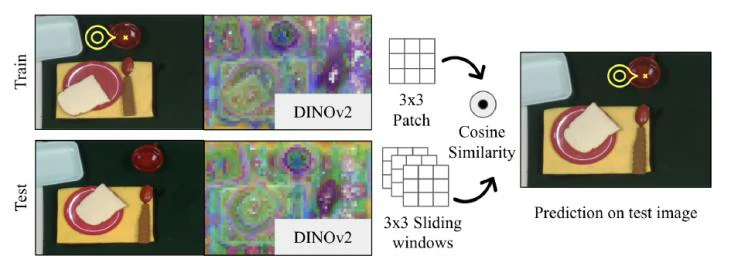 Train
DINOv2
3x3
Patch
Cosine
Similarity
Test
DINOv2
3x3 Sliding
windows
Prediction on test image